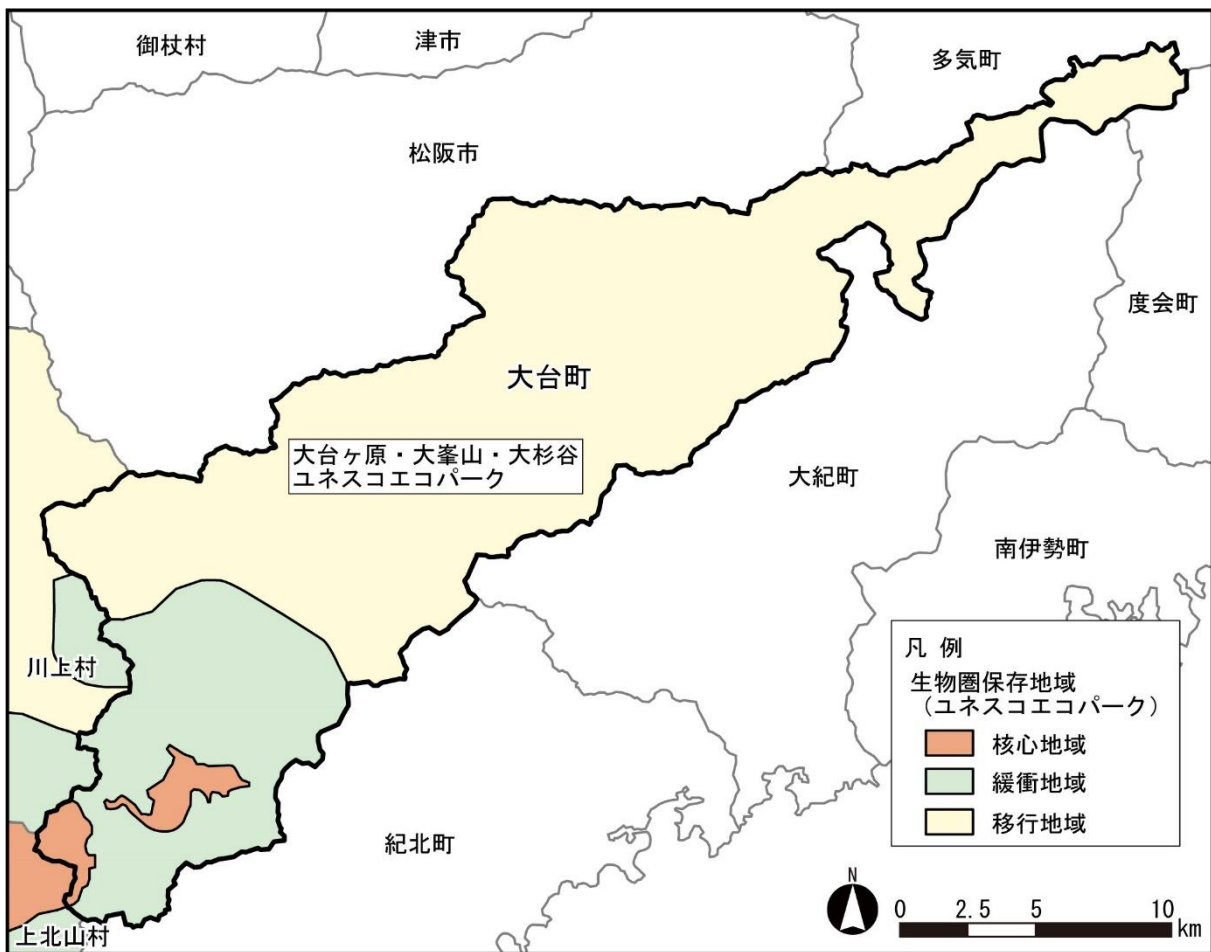 御杖村
津市
多気町
松阪市
度会町
大台町
大台ヶ原・大峯山・大杉谷
ユネスコエコパーク
大紀町
南伊勢町
川上村
凡 例
生物圏保存地域
(ユネスコエコパーク)
核心地域
緩衝地域
移行地域
紀北町
上北山村
N
0 2.5 5 10
km